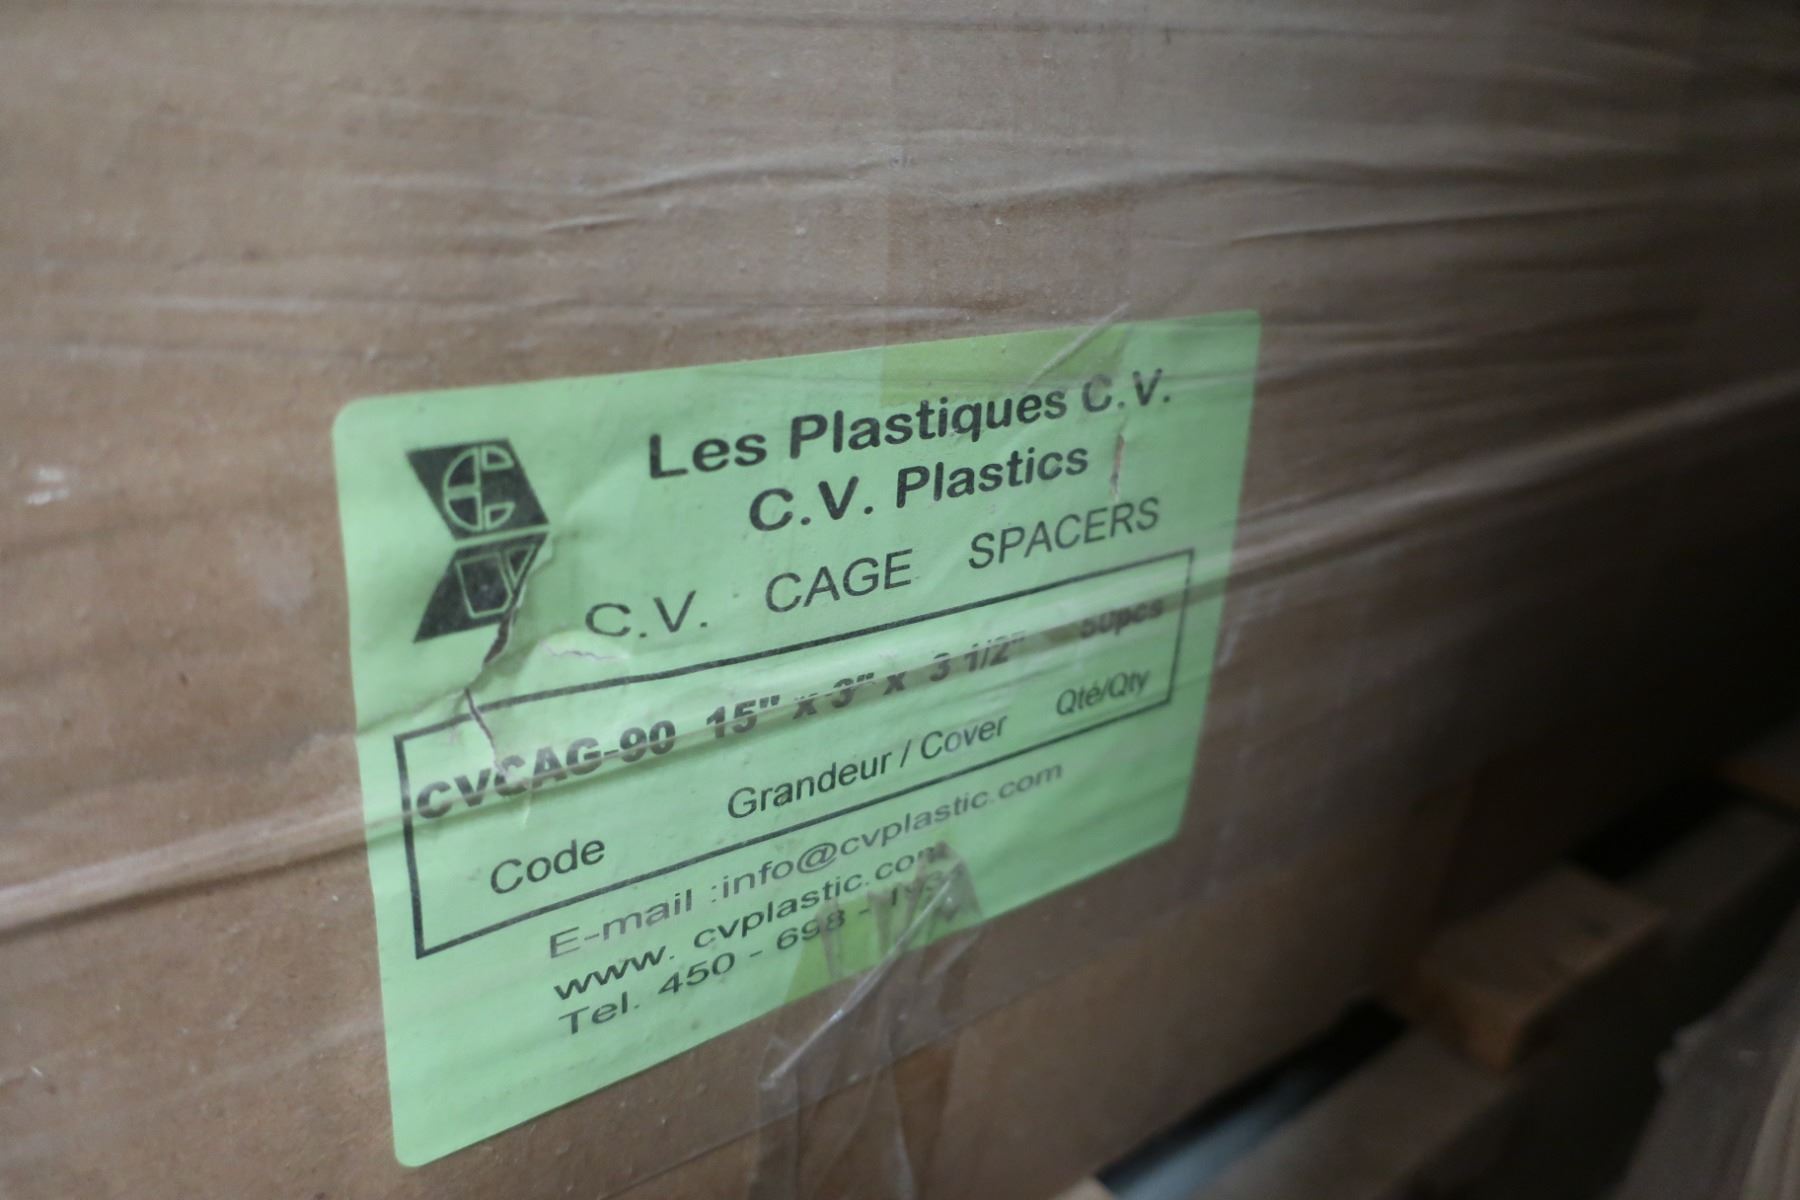 Les Plastiques C.V.
C.V. Plastics
C.V. CAGE SPACERS
CVCAG-90 15" x 3" x 3 1/2" 50pcs
Code Grandeur / Cover Qté/Qty
E-mail :info@cvplastic.com
www. cvplastic.com
Tel. 450 - 698 -